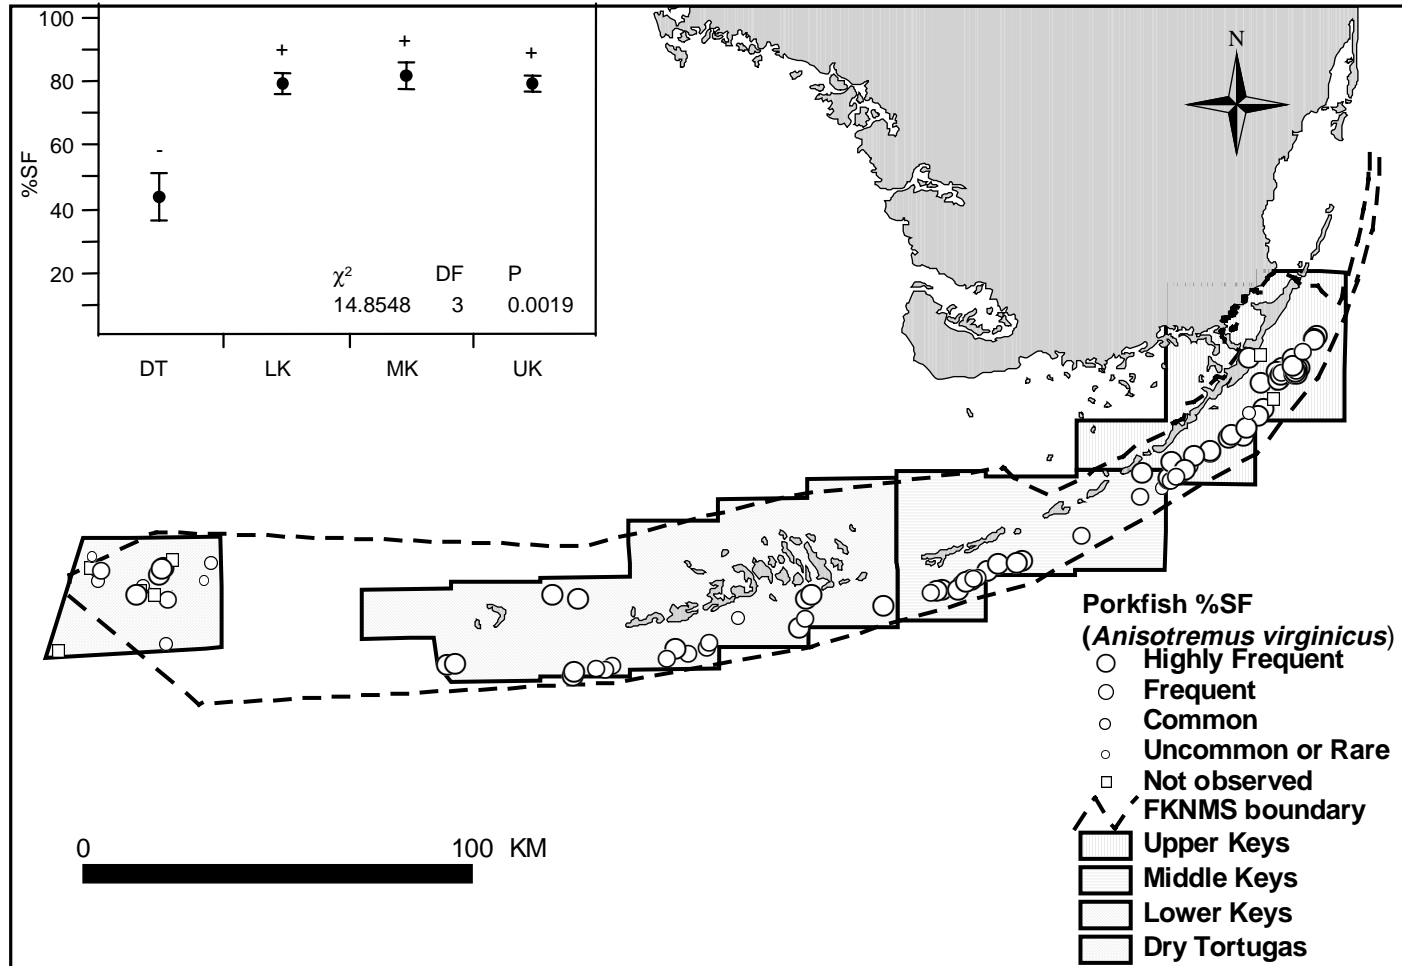 100
80
60
40
20
%SF
-
+
+
+
χ² DF P
14.8548 3 0.0019
DT LK MK UK
N
Porkfish %SF
(Anisotremus virginicus)
Highly Frequent
Frequent
Common
Uncommon or Rare
Not observed
FKNMS boundary
Upper Keys
Middle Keys
Lower Keys
Dry Tortugas
0 100 KM